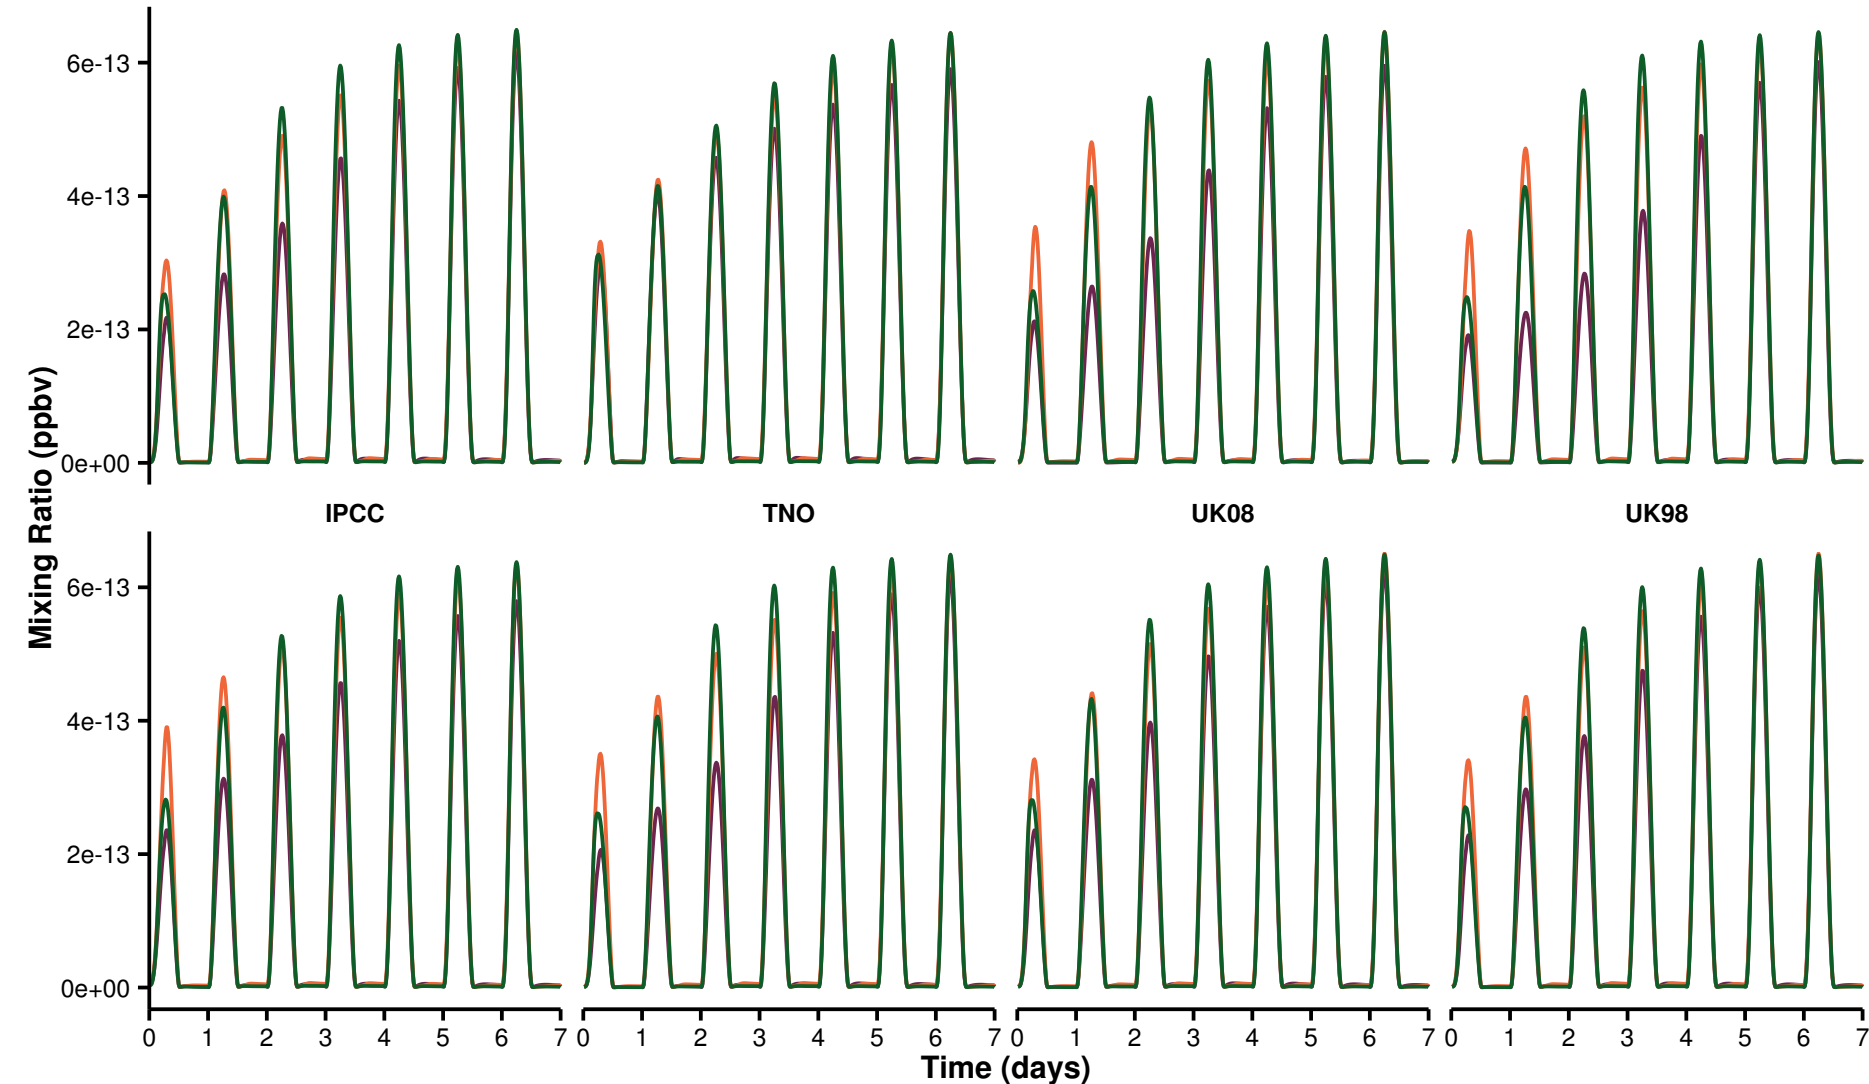 6e-13
4e-13
2e-13
0e+00
IPCC TNO UK08 UK98
Mixing Ratio (ppbv)
6e-13
4e-13
2e-13
0e+00
0 1 2 3 4 5 6 7 0 1 2 3 4 5 6 7 0 1 2 3 4 5 6 7 0 1 2 3 4 5 6 7
Time (days)